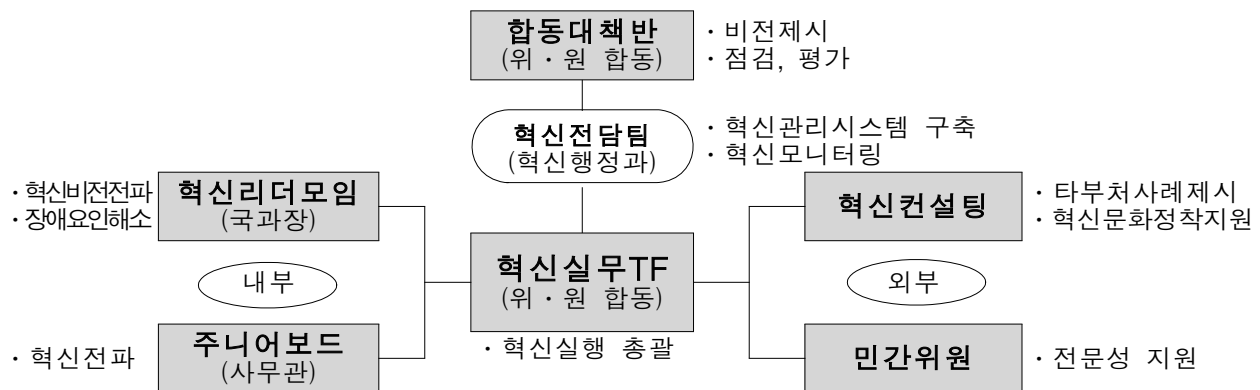 합동대책반
(위・원 합동)
・비전제시
・점검, 평가
혁신전담팀
(혁신행정과)
・혁신관리시스템 구축
・혁신모니터링
・혁신비전전파
・장애요인해소
혁신리더모임
(국과장)
혁신컨설팅
・타부처사례제시
・혁신문화정착지원
내부
혁신실무TF
(위・원 합동)
・혁신실행 총괄
외부
・혁신전파
주니어보드
(사무관)
민간위원
・전문성 지원